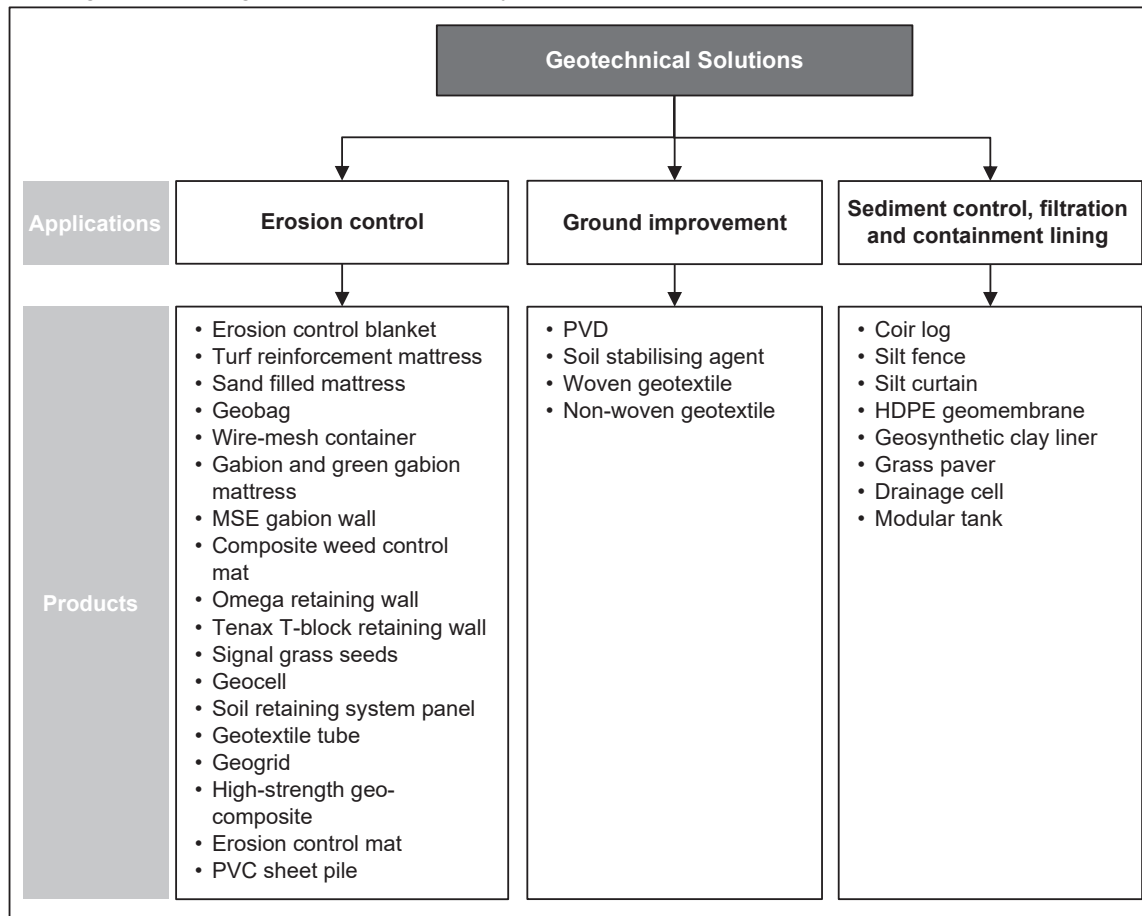 Geotechnical Solutions
Applications
Erosion control
Ground improvement
Sediment control, filtration
and containment lining
Products
• Erosion control blanket
• Turf reinforcement mattress
• Sand filled mattress
• Geobag
• Wire-mesh container
• Gabion and green gabion
mattress
• MSE gabion wall
• Composite weed control
mat
• Omega retaining wall
• Tenax T-block retaining wall
• Signal grass seeds
• Geocell
• Soil retaining system panel
• Geotextile tube
• Geogrid
• High-strength geo-
composite
• Erosion control mat
• PVC sheet pile
• PVD
• Soil stabilising agent
• Woven geotextile
• Non-woven geotextile
• Coir log
• Silt fence
• Silt curtain
• HDPE geomembrane
• Geosynthetic clay liner
• Grass paver
• Drainage cell
• Modular tank